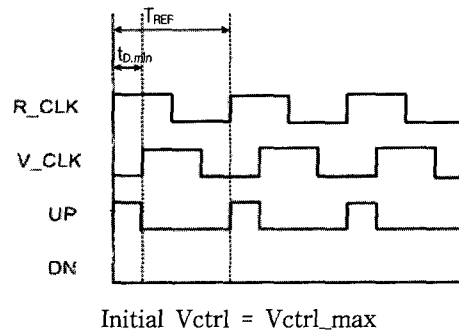 T_REF
t_D.min
R_CLK
V_CLK
UP
DN
Initial Vctrl = Vctrl_max